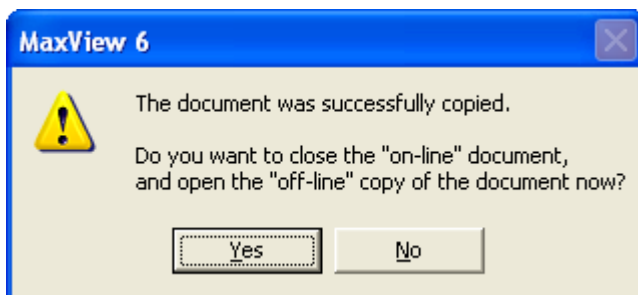 MaxView 6
The document was successfully copied.
Do you want to close the "on-line" document,
and open the "off-line" copy of the document now?
Yes
No